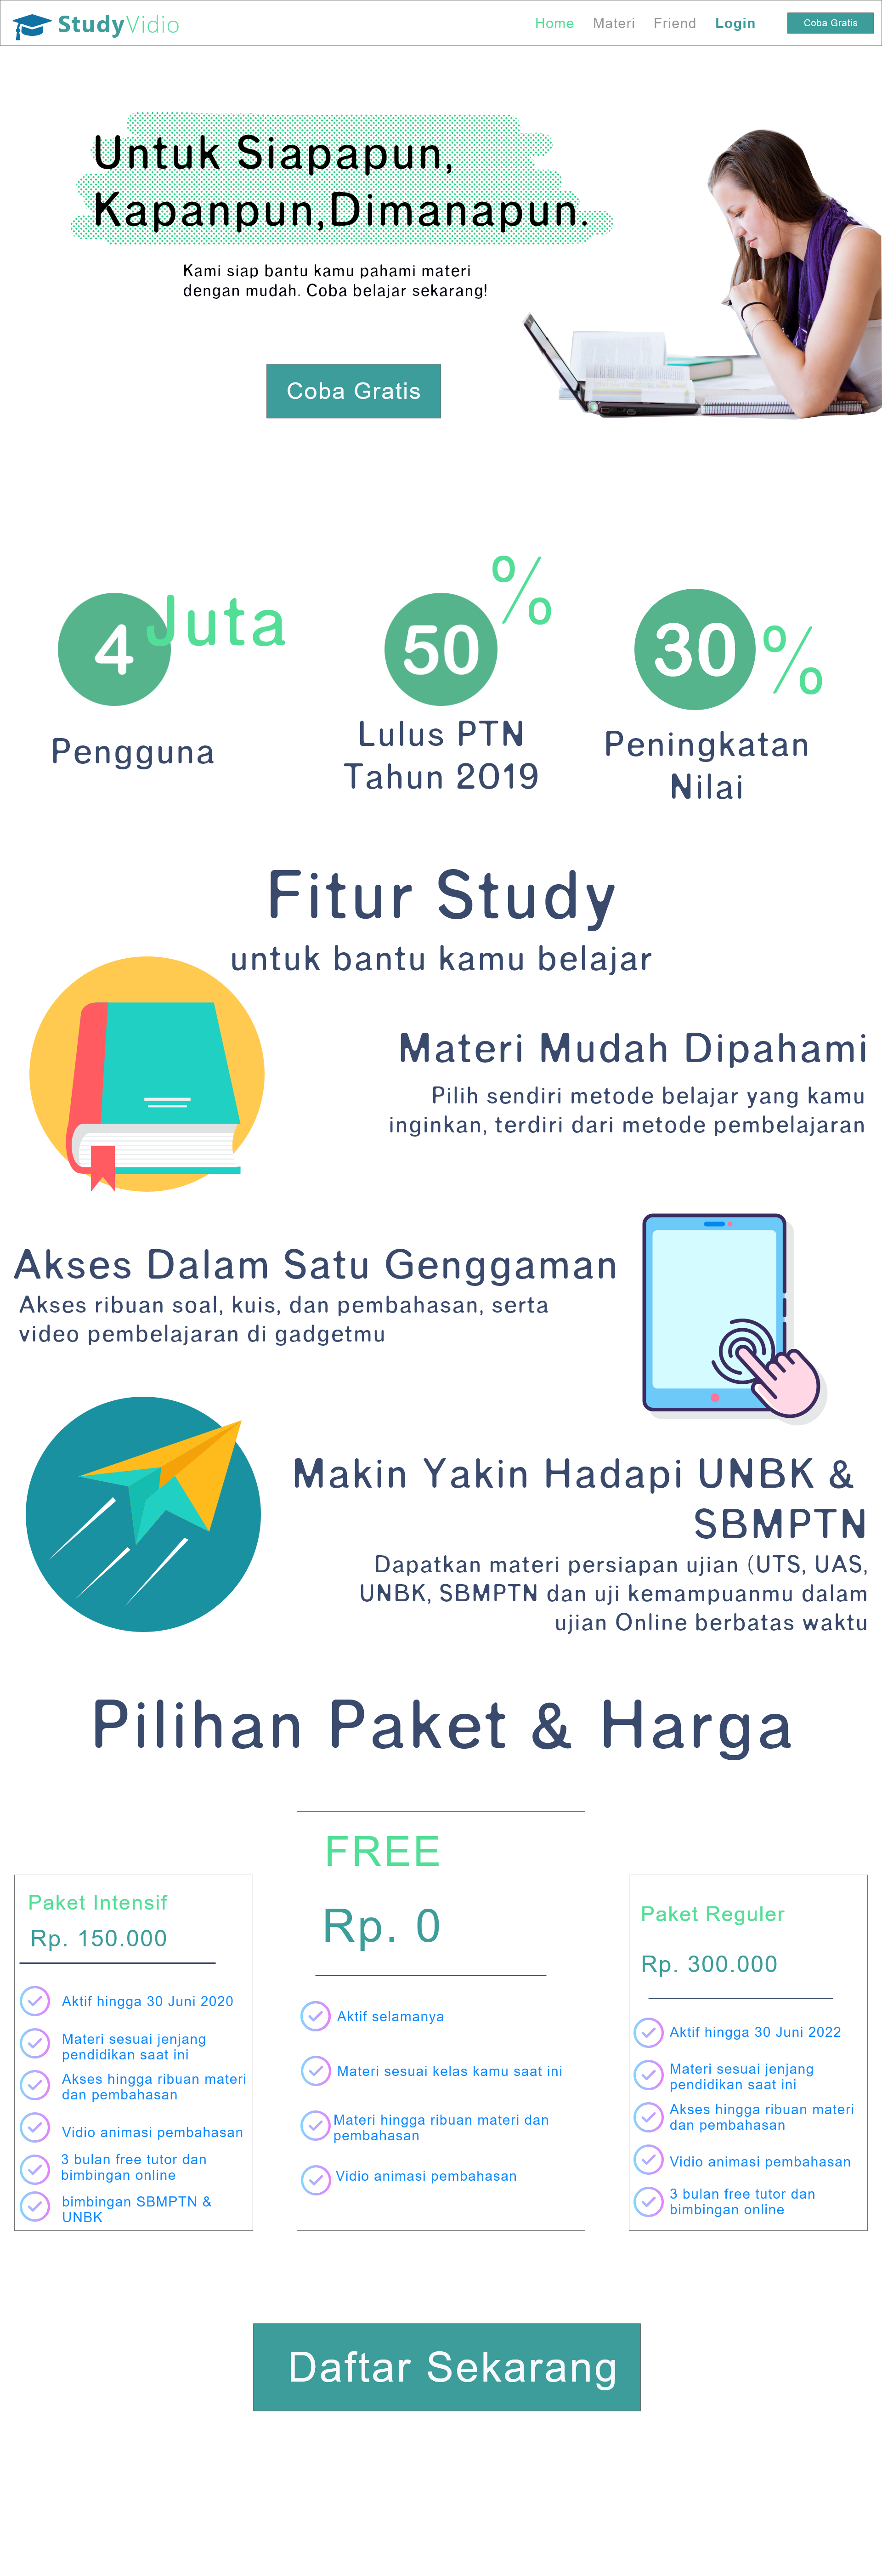 StudyVidio
Home Materi Friend Login Coba Gratis
Untuk Siapapun,
Kapanpun,Dimanapun.
Kami siap bantu kamu pahami materi
dengan mudah. Coba belajar sekarang!
Coba Gratis
4 Juta
Pengguna
50 %
Lulus PTN
Tahun 2019
30 %
Peningkatan
Nilai
Fitur Study
untuk bantu kamu belajar
Materi Mudah Dipahami
Pilih sendiri metode belajar yang kamu
inginkan, terdiri dari metode pembelajaran
Akses Dalam Satu Genggaman
Akses ribuan soal, kuis, dan pembahasan, serta
video pembelajaran di gadgetmu
Makin Yakin Hadapi UNBK &
SBMPTN
Dapatkan materi persiapan ujian (UTS, UAS,
UNBK, SBMPTN dan uji kemampuanmu dalam
ujian Online berbatas waktu
Pilihan Paket & Harga
Paket Intensif
Rp. 150.000
Aktif hingga 30 Juni 2020
Materi sesuai jenjang
pendidikan saat ini
Akses hingga ribuan materi
dan pembahasan
Vidio animasi pembahasan
3 bulan free tutor dan
bimbingan online
bimbingan SBMPTN &
UNBK
FREE
Rp. 0
Aktif selamanya
Materi sesuai kelas kamu saat ini
Materi hingga ribuan materi dan
pembahasan
Vidio animasi pembahasan
Paket Reguler
Rp. 300.000
Aktif hingga 30 Juni 2022
Materi sesuai jenjang
pendidikan saat ini
Akses hingga ribuan materi
dan pembahasan
Vidio animasi pembahasan
3 bulan free tutor dan
bimbingan online
Daftar Sekarang